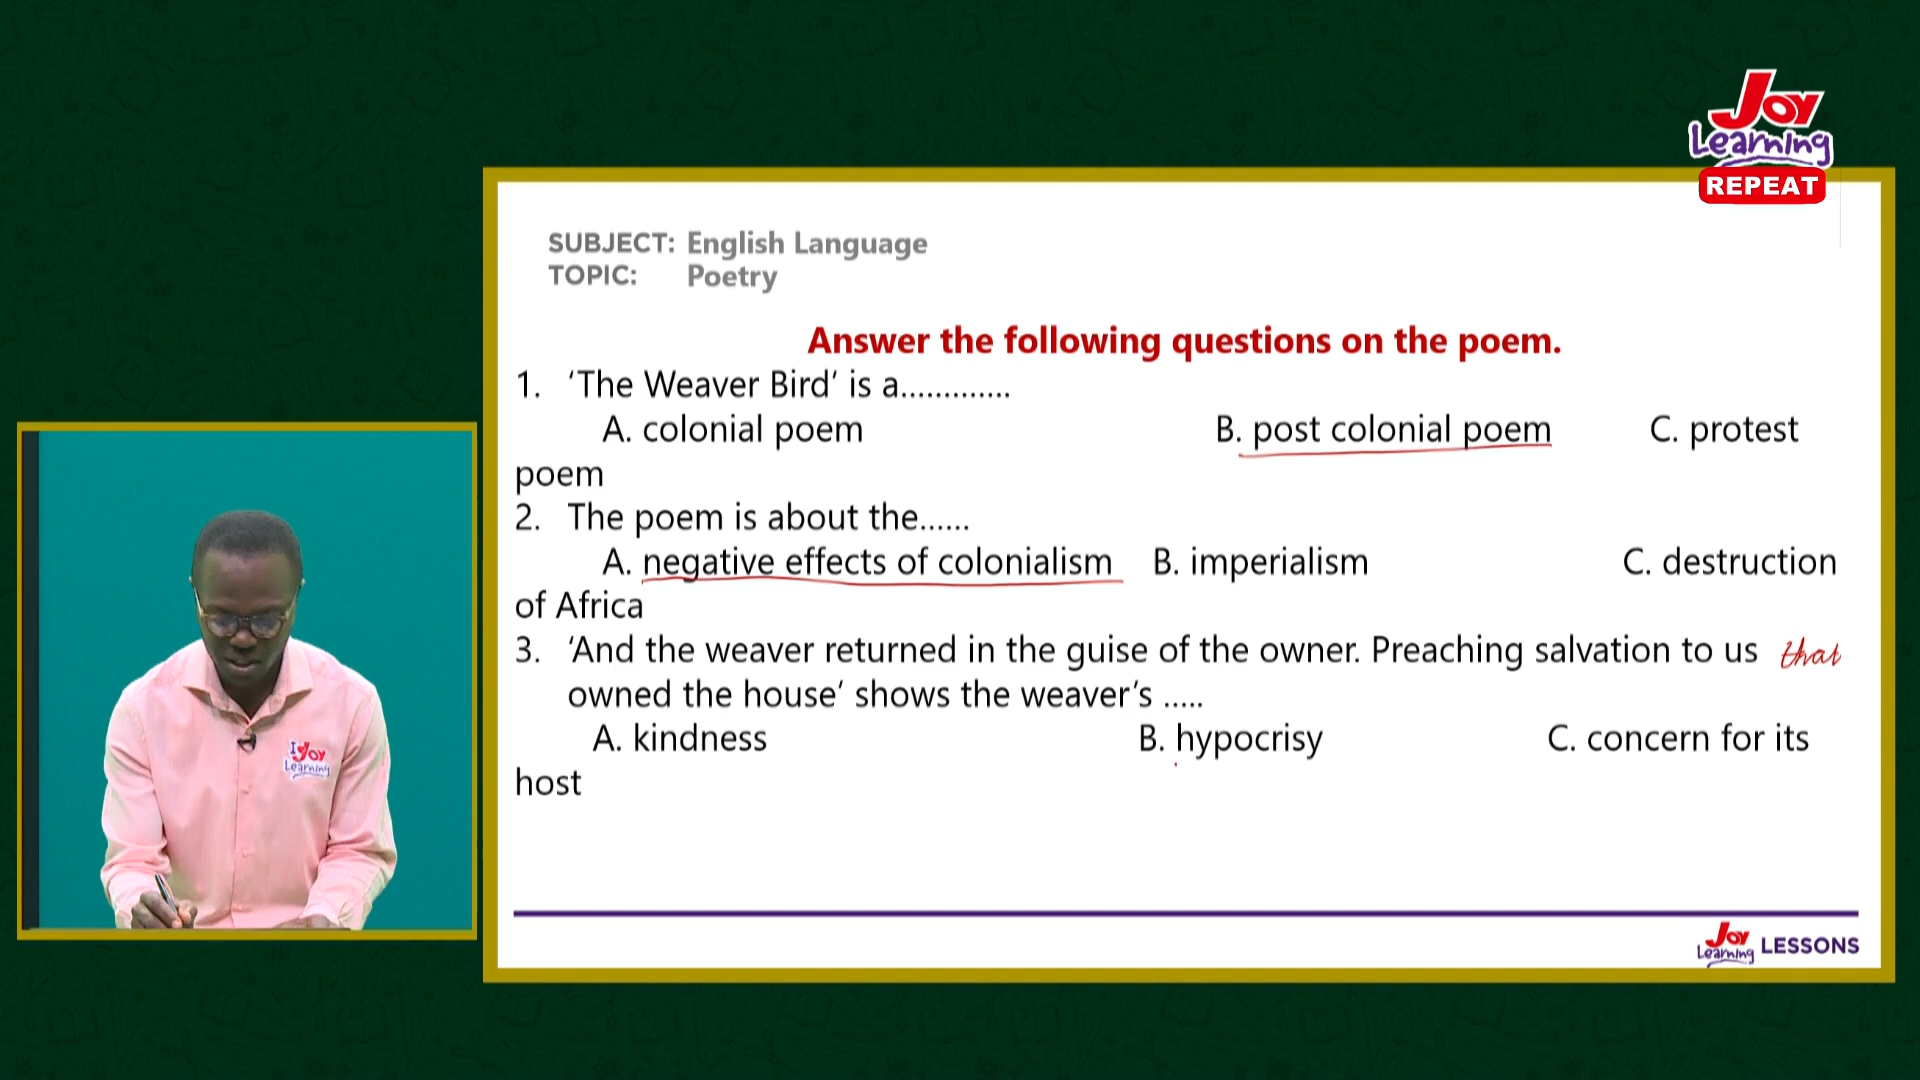 Joy
Learning
REPEAT
SUBJECT: English Language
TOPIC: Poetry
Answer the following questions on the poem.
1. ‘The Weaver Bird’ is a.............
A. colonial poem B. post colonial poem C. protest
poem
2. The poem is about the......
A. negative effects of colonialism B. imperialism C. destruction
of Africa
3. ‘And the weaver returned in the guise of the owner. Preaching salvation to us that
owned the house’ shows the weaver’s .....
A. kindness B. hypocrisy C. concern for its
host
I Joy
Learning
Joy Learning LESSONS